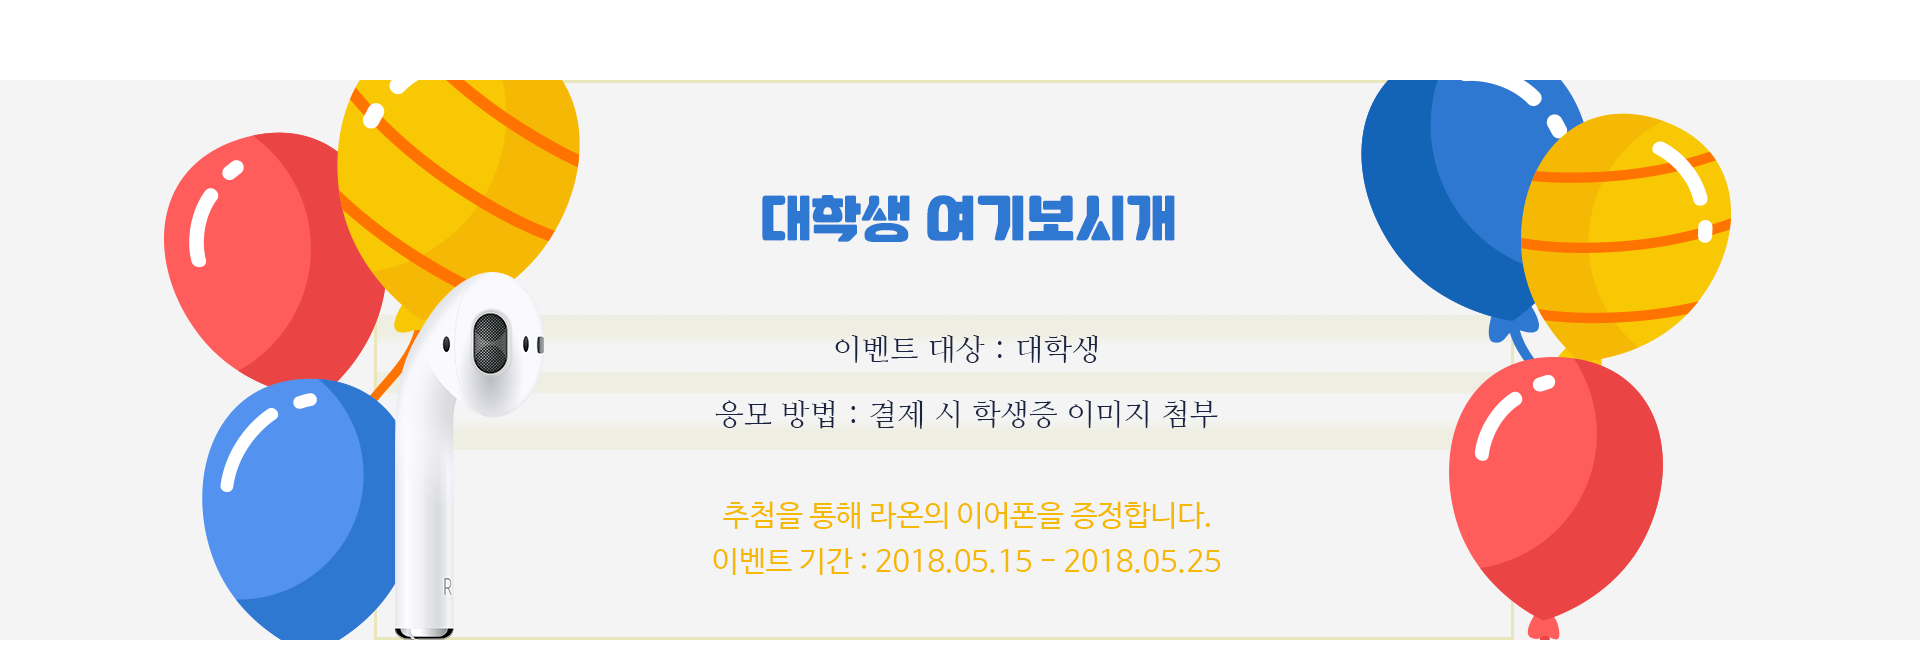 대학생 여기보시개
이벤트 대상 : 대학생
응모 방법 : 결제 시 학생증 이미지 첨부
추첨을 통해 라온의 이어폰을 증정합니다.
이벤트 기간 : 2018.05.15 - 2018.05.25
R